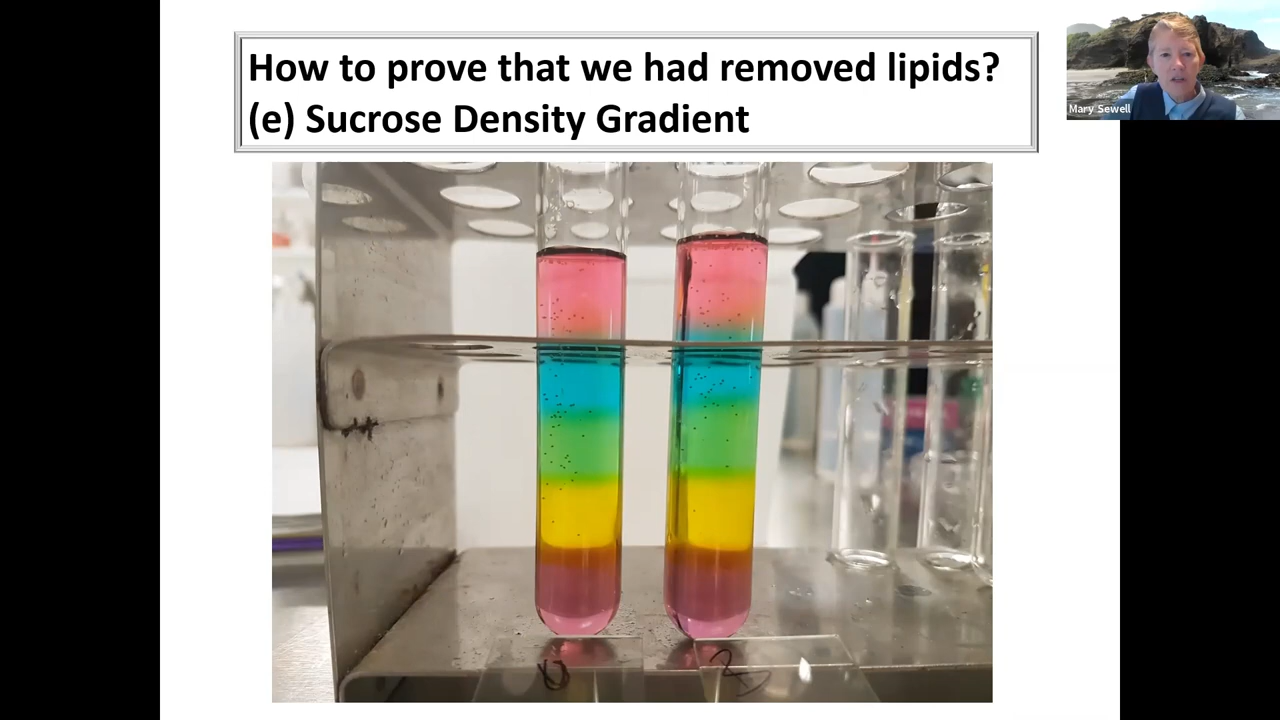 How to prove that we had removed lipids?
(e) Sucrose Density Gradient
Mary Sewell